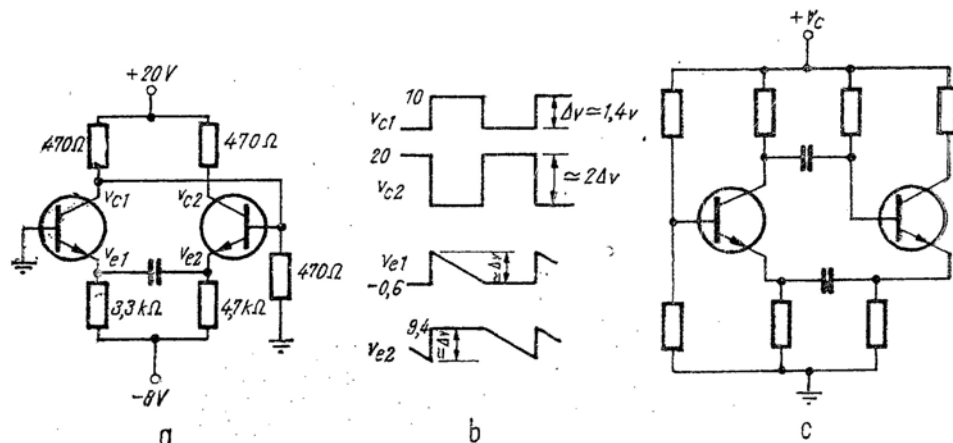 +20V
470Ω
470Ω
Vc1
Vc2
Ve1
Ve2
3,3kΩ
4,7kΩ
470Ω
-8V
a
10
Vc1
Δv≃1,4v
20
Vc2
≃2Δv
Ve1
≃Δv
-0,6
9,4
Ve2
≃Δv
b
+Vc
c